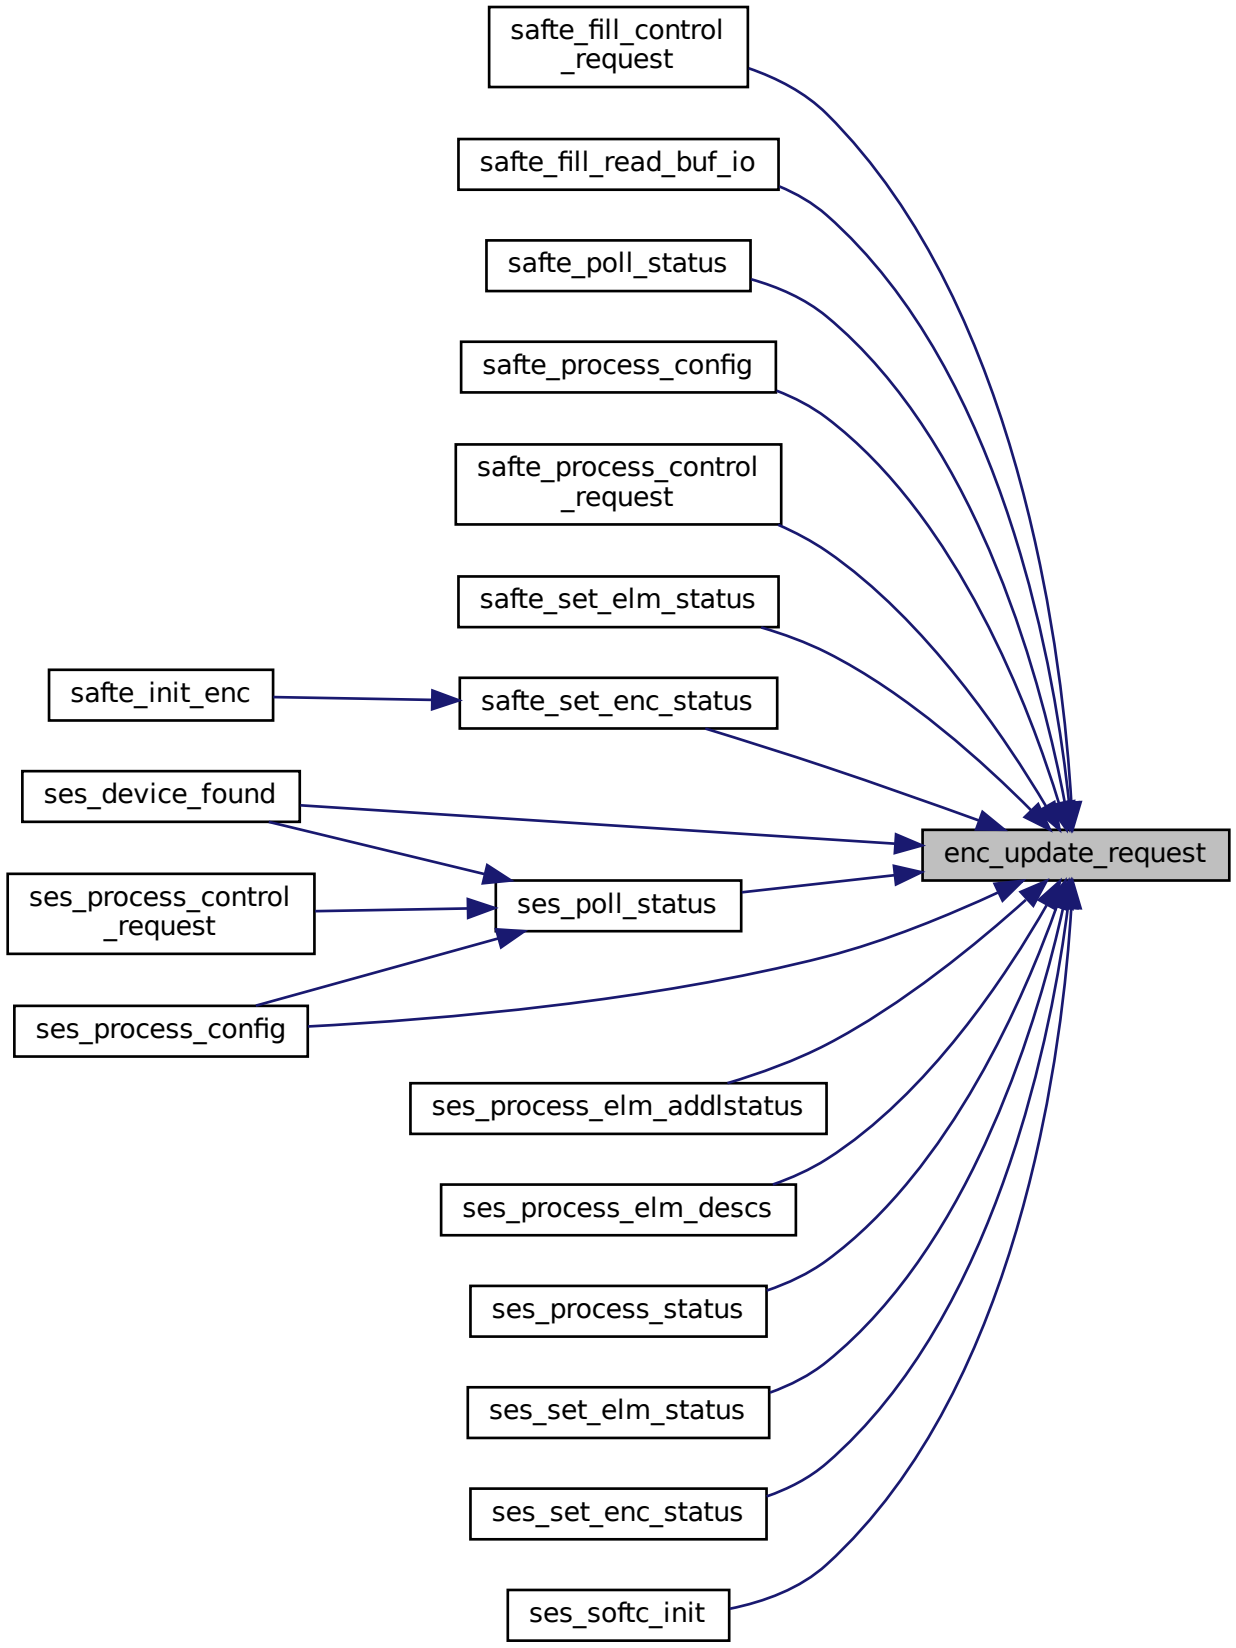 safte_fill_control
_request
safte_fill_read_buf_io
safte_poll_status
safte_process_config
safte_process_control
_request
safte_set_elm_status
safte_init_enc
safte_set_enc_status
ses_device_found
enc_update_request
ses_process_control
_request
ses_poll_status
ses_process_config
ses_process_elm_addlstatus
ses_process_elm_descs
ses_process_status
ses_set_elm_status
ses_set_enc_status
ses_softc_init